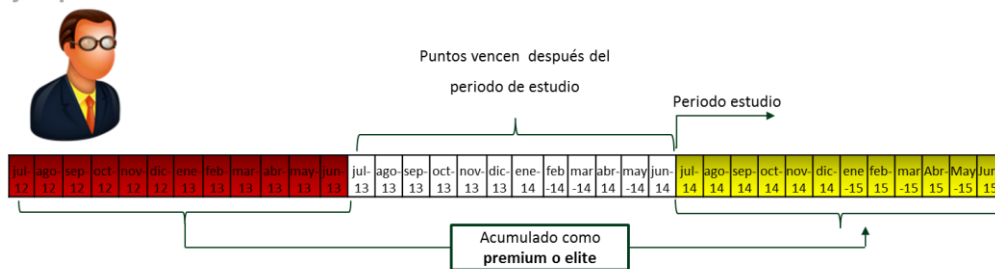 Puntos vencen después del
periodo de estudio
Periodo estudio
jul- ago- sep- oct- nov- dic- ene- feb- mar- abr- may- jun- jul- ago- sep- oct- nov- dic- ene- feb mar abr- may jun- jul- ago- sep- oct- nov- dic- ene feb- mar Abr- May Jun
12 12 12 12 12 12 13 13 13 13 13 13 13 13 13 13 13 13 14 -14 -14 14 -14 14 14 14 14 14 14 14 -15 15 -15 15 -15 15
Acumulado como
premium o elite